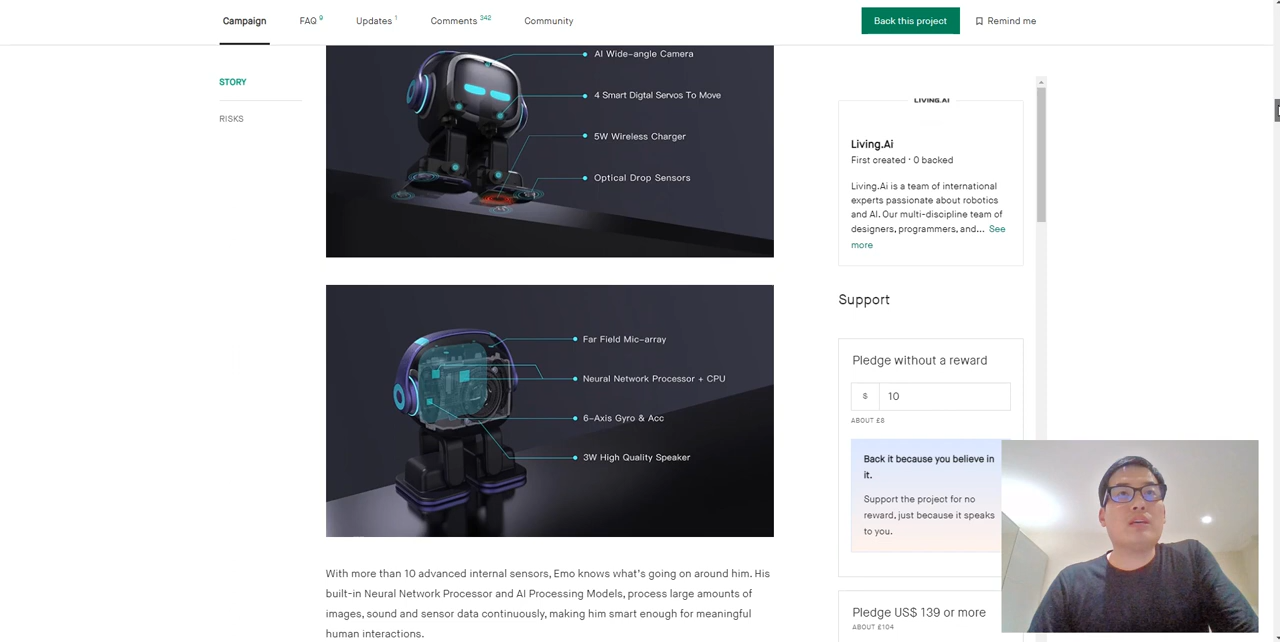 Campaign
FAQ 9
Updates 1
Comments 342
Community
Back this project
Remind me
STORY
RISKS
AI Wide-angle Camera
4 Smart Digtal Servos To Move
5W Wireless Charger
Optical Drop Sensors
Far Field Mic-array
Neural Network Processor + CPU
6-Axis Gyro & Acc
3W High Quality Speaker
With more than 10 advanced internal sensors, Emo knows what's going on around him. His
built-in Neural Network Processor and AI Processing Models, process large amounts of
images, sound and sensor data continuously, making him smart enough for meaningful
human interactions.
LIVING.AI
Living.Ai
First created · 0 backed
Living.Ai is a team of international
experts passionate about robotics
and AI. Our multi-discipline team of
designers, programmers, and... See
more
Support
Pledge without a reward
$ 10
ABOUT £8
Back it because you believe in
it.
Support the project for no
reward, just because it speaks
to you.
Pledge US$ 139 or more
ABOUT £104